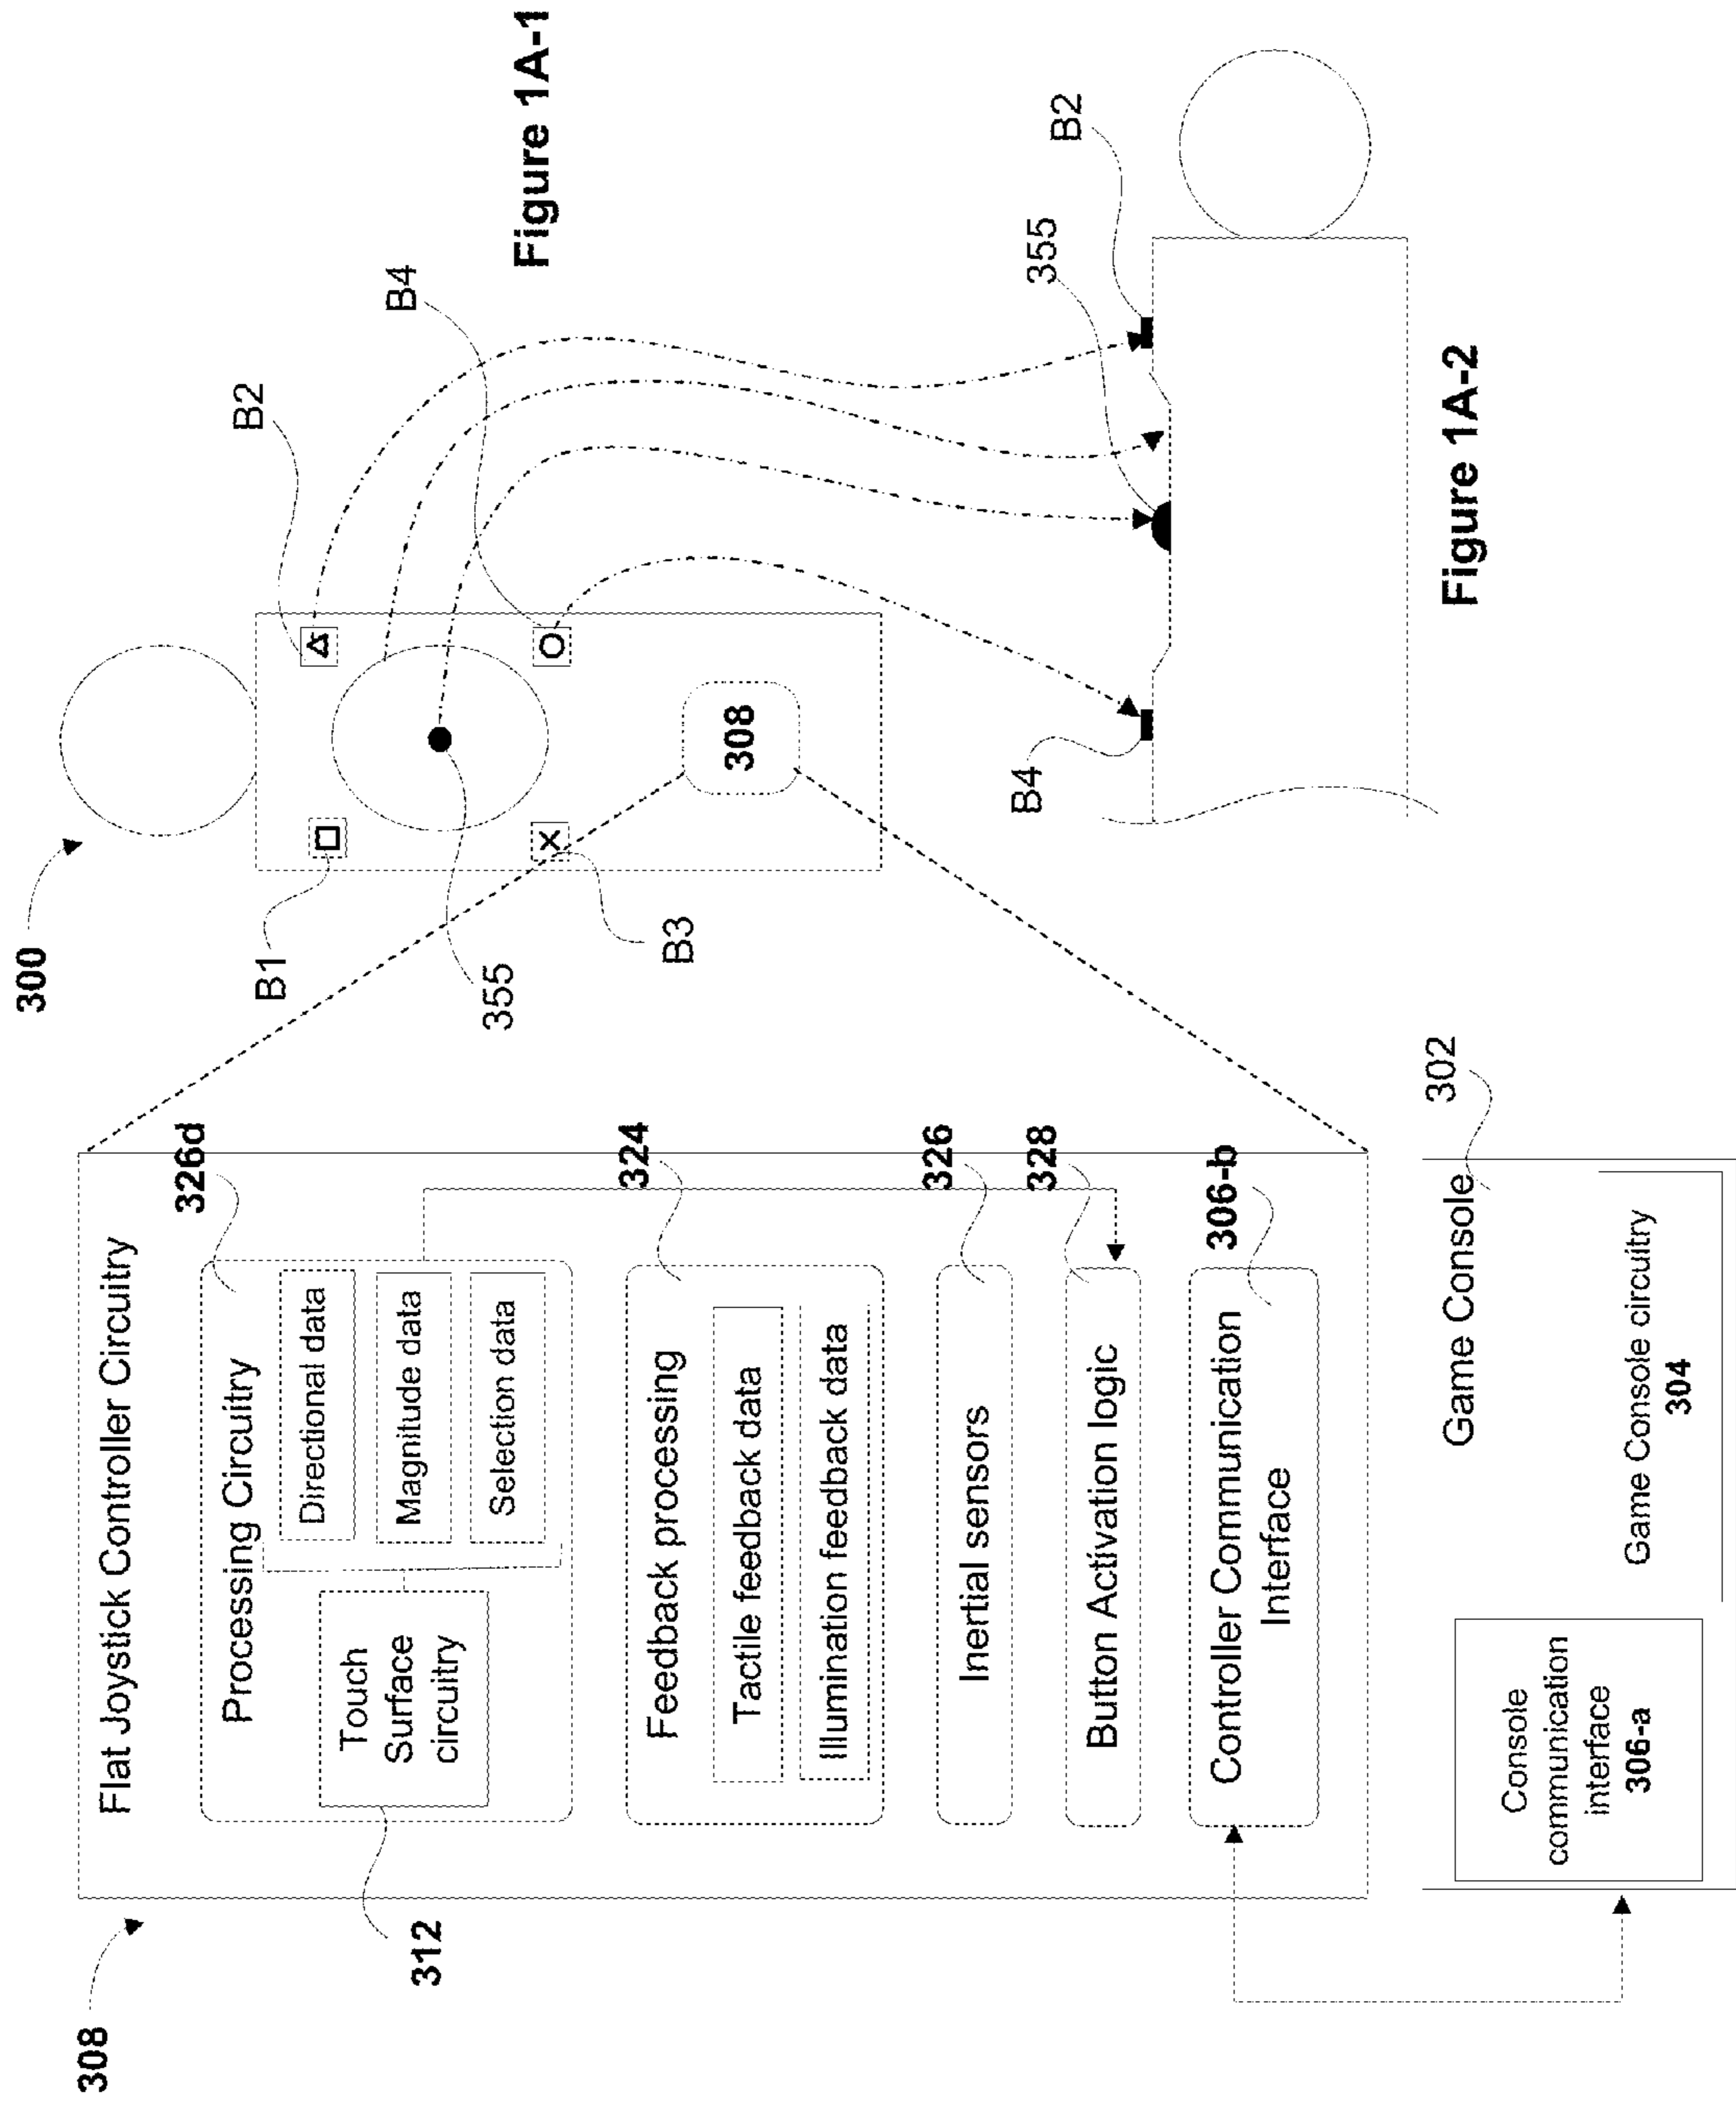 300
B1
B2
B4
355
B3
308
Figure 1A-1
308
Flat Joystick Controller Circuitry
326d
Processing Circuitry
Touch
Surface
circuitry
312
Directional data
Magnitude data
Selection data
324
Feedback processing
Tactile feedback data
Illumination feedback data
326
Inertial sensors
328
Button Activation logic
306-b
Controller Communication
Interface
302
Game Console
Console
communication
interface
306-a
Game Console circuitry
304
B4
355
B2
Figure 1A-2